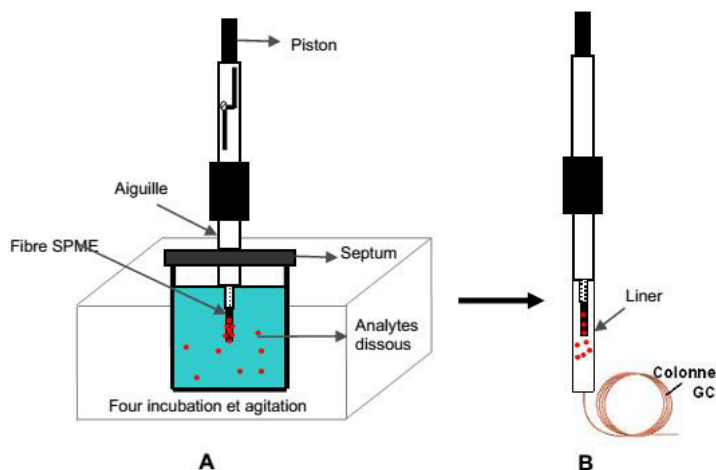 Piston
Aiguille
Fibre SPME
Septum
Analytes
dissous
Four incubation et agitation
A
Liner
Colonne
GC
B